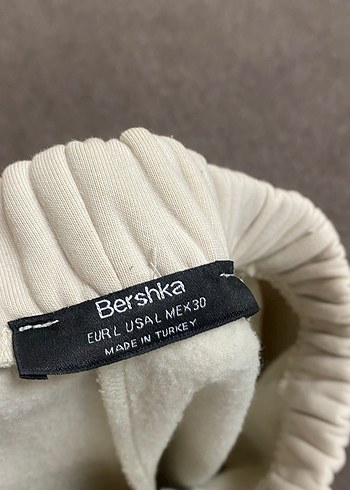 Bershka
EUR L USA L MEX 30
MADE IN TURKEY